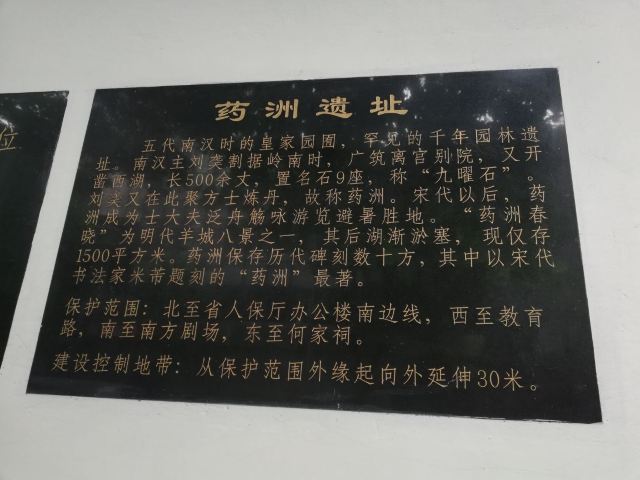 位
药洲遗址
五代南汉时的皇家园囿，罕见的千年园林遗
址。南汉主刘䶮割据岭南时，广筑离宫别院，又开
凿西湖，长500余丈，置名石9座，称“九曜石”。
刘䶮又在此聚方士炼丹，故称药洲。宋代以后，药
洲成为士大夫泛舟觞咏游览避暑胜地。“药洲春
晓”为明代羊城八景之一，其后湖渐淤塞，现仅存
1500平方米。药洲保存历代碑刻数十方，其中以宋代
书法家米芾题刻的“药洲”最著。
保护范围：北至省人保厅办公楼南边线，西至教育
路，南至南方剧场，东至何家祠。
建设控制地带：从保护范围外缘起向外延伸30米。